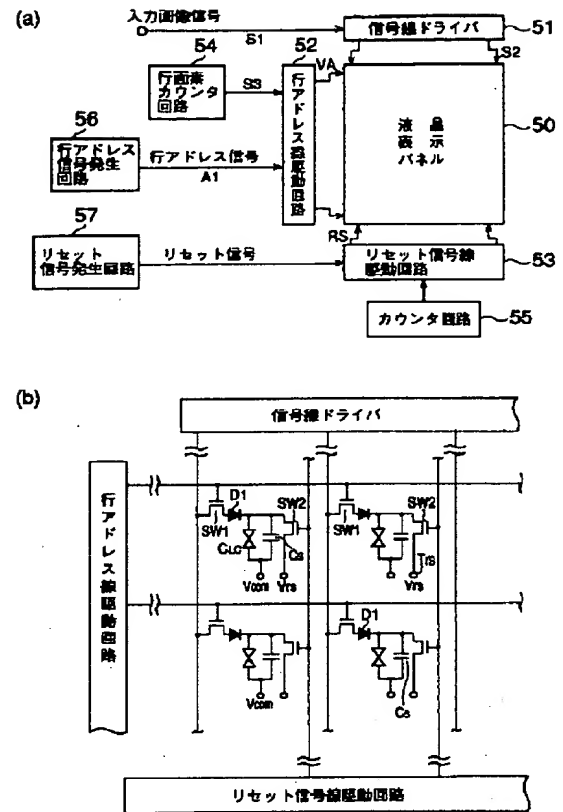 (a)
入力画像信号
S1
信号線ドライバ
51
54
行画素
カウンタ
回路
S3
52
VA
S2
行アドレス線駆動回路
液晶
表示
パネル
50
56
行アドレス
信号発生
回路
行アドレス信号
A1
57
リセット
信号発生回路
リセット信号
RS
リセット信号線
駆動回路
53
カウンタ回路
55
(b)
信号線ドライバ
行アドレス線駆動回路
D1
SW2
SW1
CLC
Cs
Vcom
Vrs
SW2
SW1
Trs
Vrs
D1
Vcom
Cs
リセット信号線駆動回路